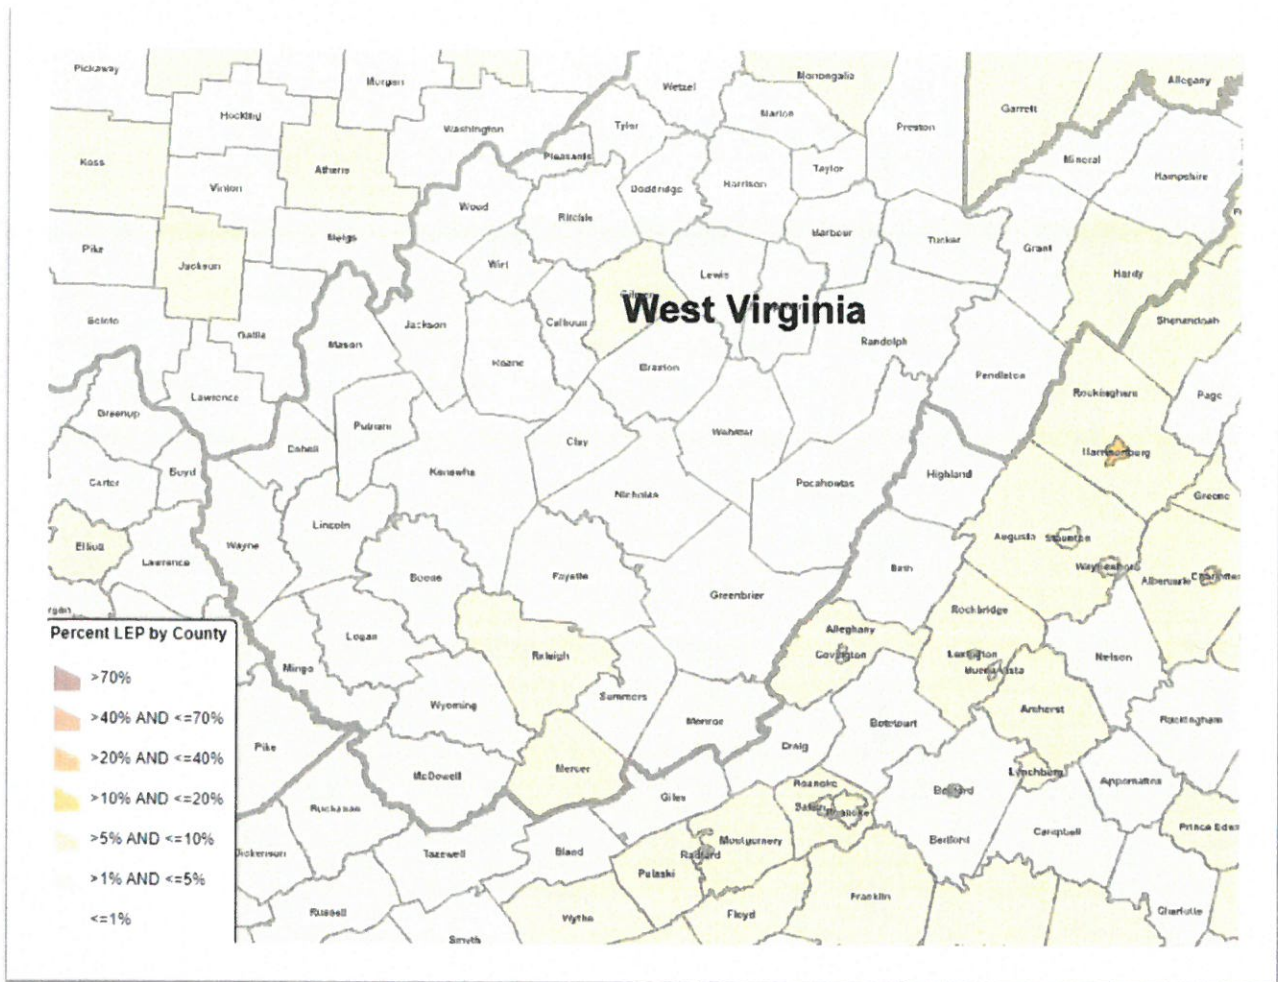 Pickaway
Morgan
Wetzel
Monongalia
Garrett
Allegany
Hocking
Washington
Tyler
Marion
Preston
Ross
Athens
Pleasants
Mineral
Vinton
Doddridge
Harrison
Taylor
Hampshire
Wood
Ritchie
Pike
Meigs
Barbour
Tucker
Grant
Jackson
Wirt
Lewis
Hardy
Scioto
Gallia
Mason
Jackson
Calhoun
West Virginia
Shenandoah
Roane
Braxton
Randolph
Pendleton
Rockingham
Page
Lawrence
Greenup
Putnam
Cabell
Clay
Webster
Harrisonburg
Carter
Boyd
Kanawha
Nicholas
Pocahontas
Highland
Greene
Lincoln
Elliott
Lawrence
Wayne
Augusta
Staunton
Boone
Fayette
Bath
Waynesboro
Albemarle
Greenbrier
Rockbridge
Logan
Alleghany
Percent LEP by County
Raleigh
Covington
Lexington
Nelson
Mingo
Buena Vista
>70%
Summers
Wyoming
Amherst
>40% AND <=70%
Monroe
Botetourt
Pike
Craig
>20% AND <=40%
McDowell
Mercer
Lynchburg
Appomattox
>10% AND <=20%
Giles
Roanoke
Bedford
Buchanan
Salem
Roanoke
>5% AND <=10%
Montgomery
Bedford
Campbell
Dickenson
Tazewell
Bland
Radford
>1% AND <=5%
Pulaski
Franklin
<=1%
Russell
Wythe
Floyd
Charlotte
Smyth